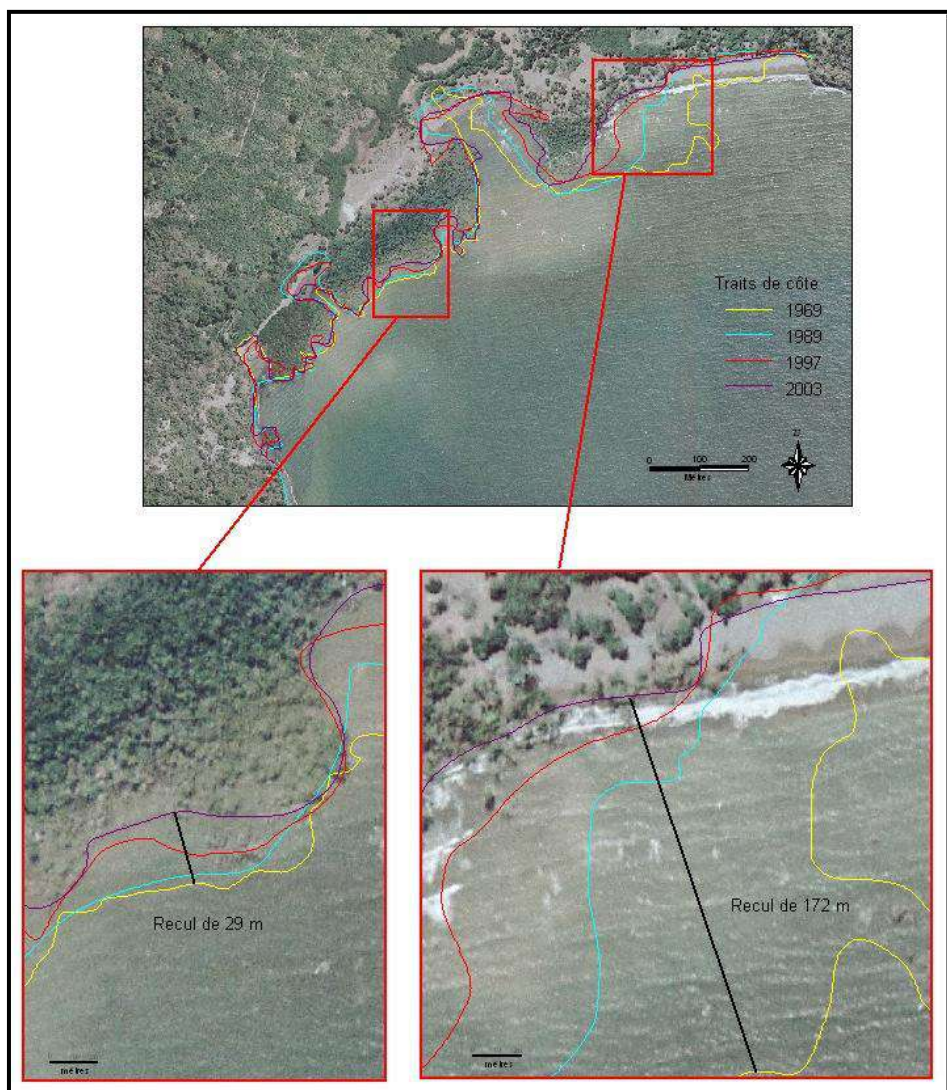 Traits de côte
1969
1989
1997
2003
0 100 200
Mètres
Recul de 29 m
Recul de 172 m
mètres
mètres